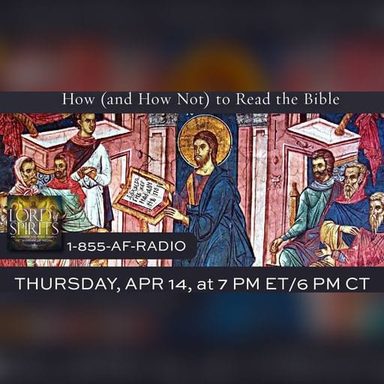 How (and How Not) to Read the Bible
THE
LORD OF
SPIRITS
1-855-AF-RADIO
THURSDAY, APR 14, at 7 PM ET/6 PM CT